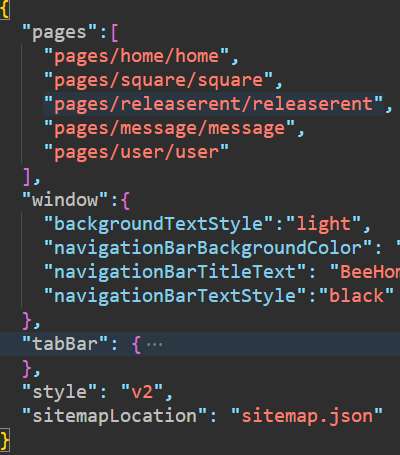 {
"pages":[
"pages/home/home",
"pages/square/square",
"pages/releaserent/releaserent",
"pages/message/message",
"pages/user/user"
],
"window":{
"backgroundTextStyle":"light",
"navigationBarBackgroundColor": "
"navigationBarTitleText": "BeeHom
"navigationBarTextStyle":"black"
},
"tabBar": {···
},
"style": "v2",
"sitemapLocation": "sitemap.json"
}